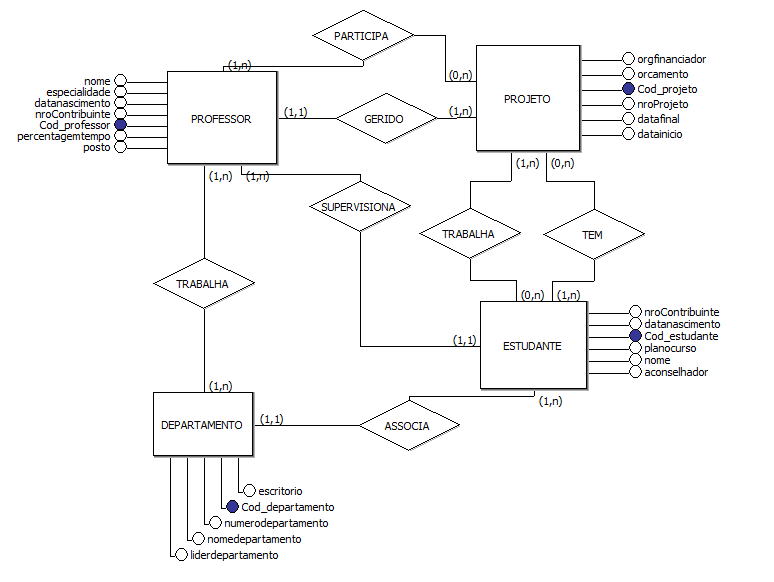 PARTICIPA
(1,n)
(0,n)
nome
especialidade
datanascimento
nroContribuinte
Cod_professor
percentagemtempo
posto
PROFESSOR
(1,1)
GERIDO
(1,n)
PROJETO
orgfinanciador
orcamento
Cod_projeto
nroProjeto
datafinal
datainicio
(1,n)
(1,n)
(1,n)
(0,n)
SUPERVISIONA
TRABALHA
TEM
TRABALHA
(0,n)
(1,n)
(1,1)
ESTUDANTE
nroContribuinte
datanascimento
Cod_estudante
planocurso
nome
aconselhador
(1,n)
(1,n)
DEPARTAMENTO
(1,1)
ASSOCIA
escritorio
Cod_departamento
numerodepartamento
nomedepartamento
liderdepartamento